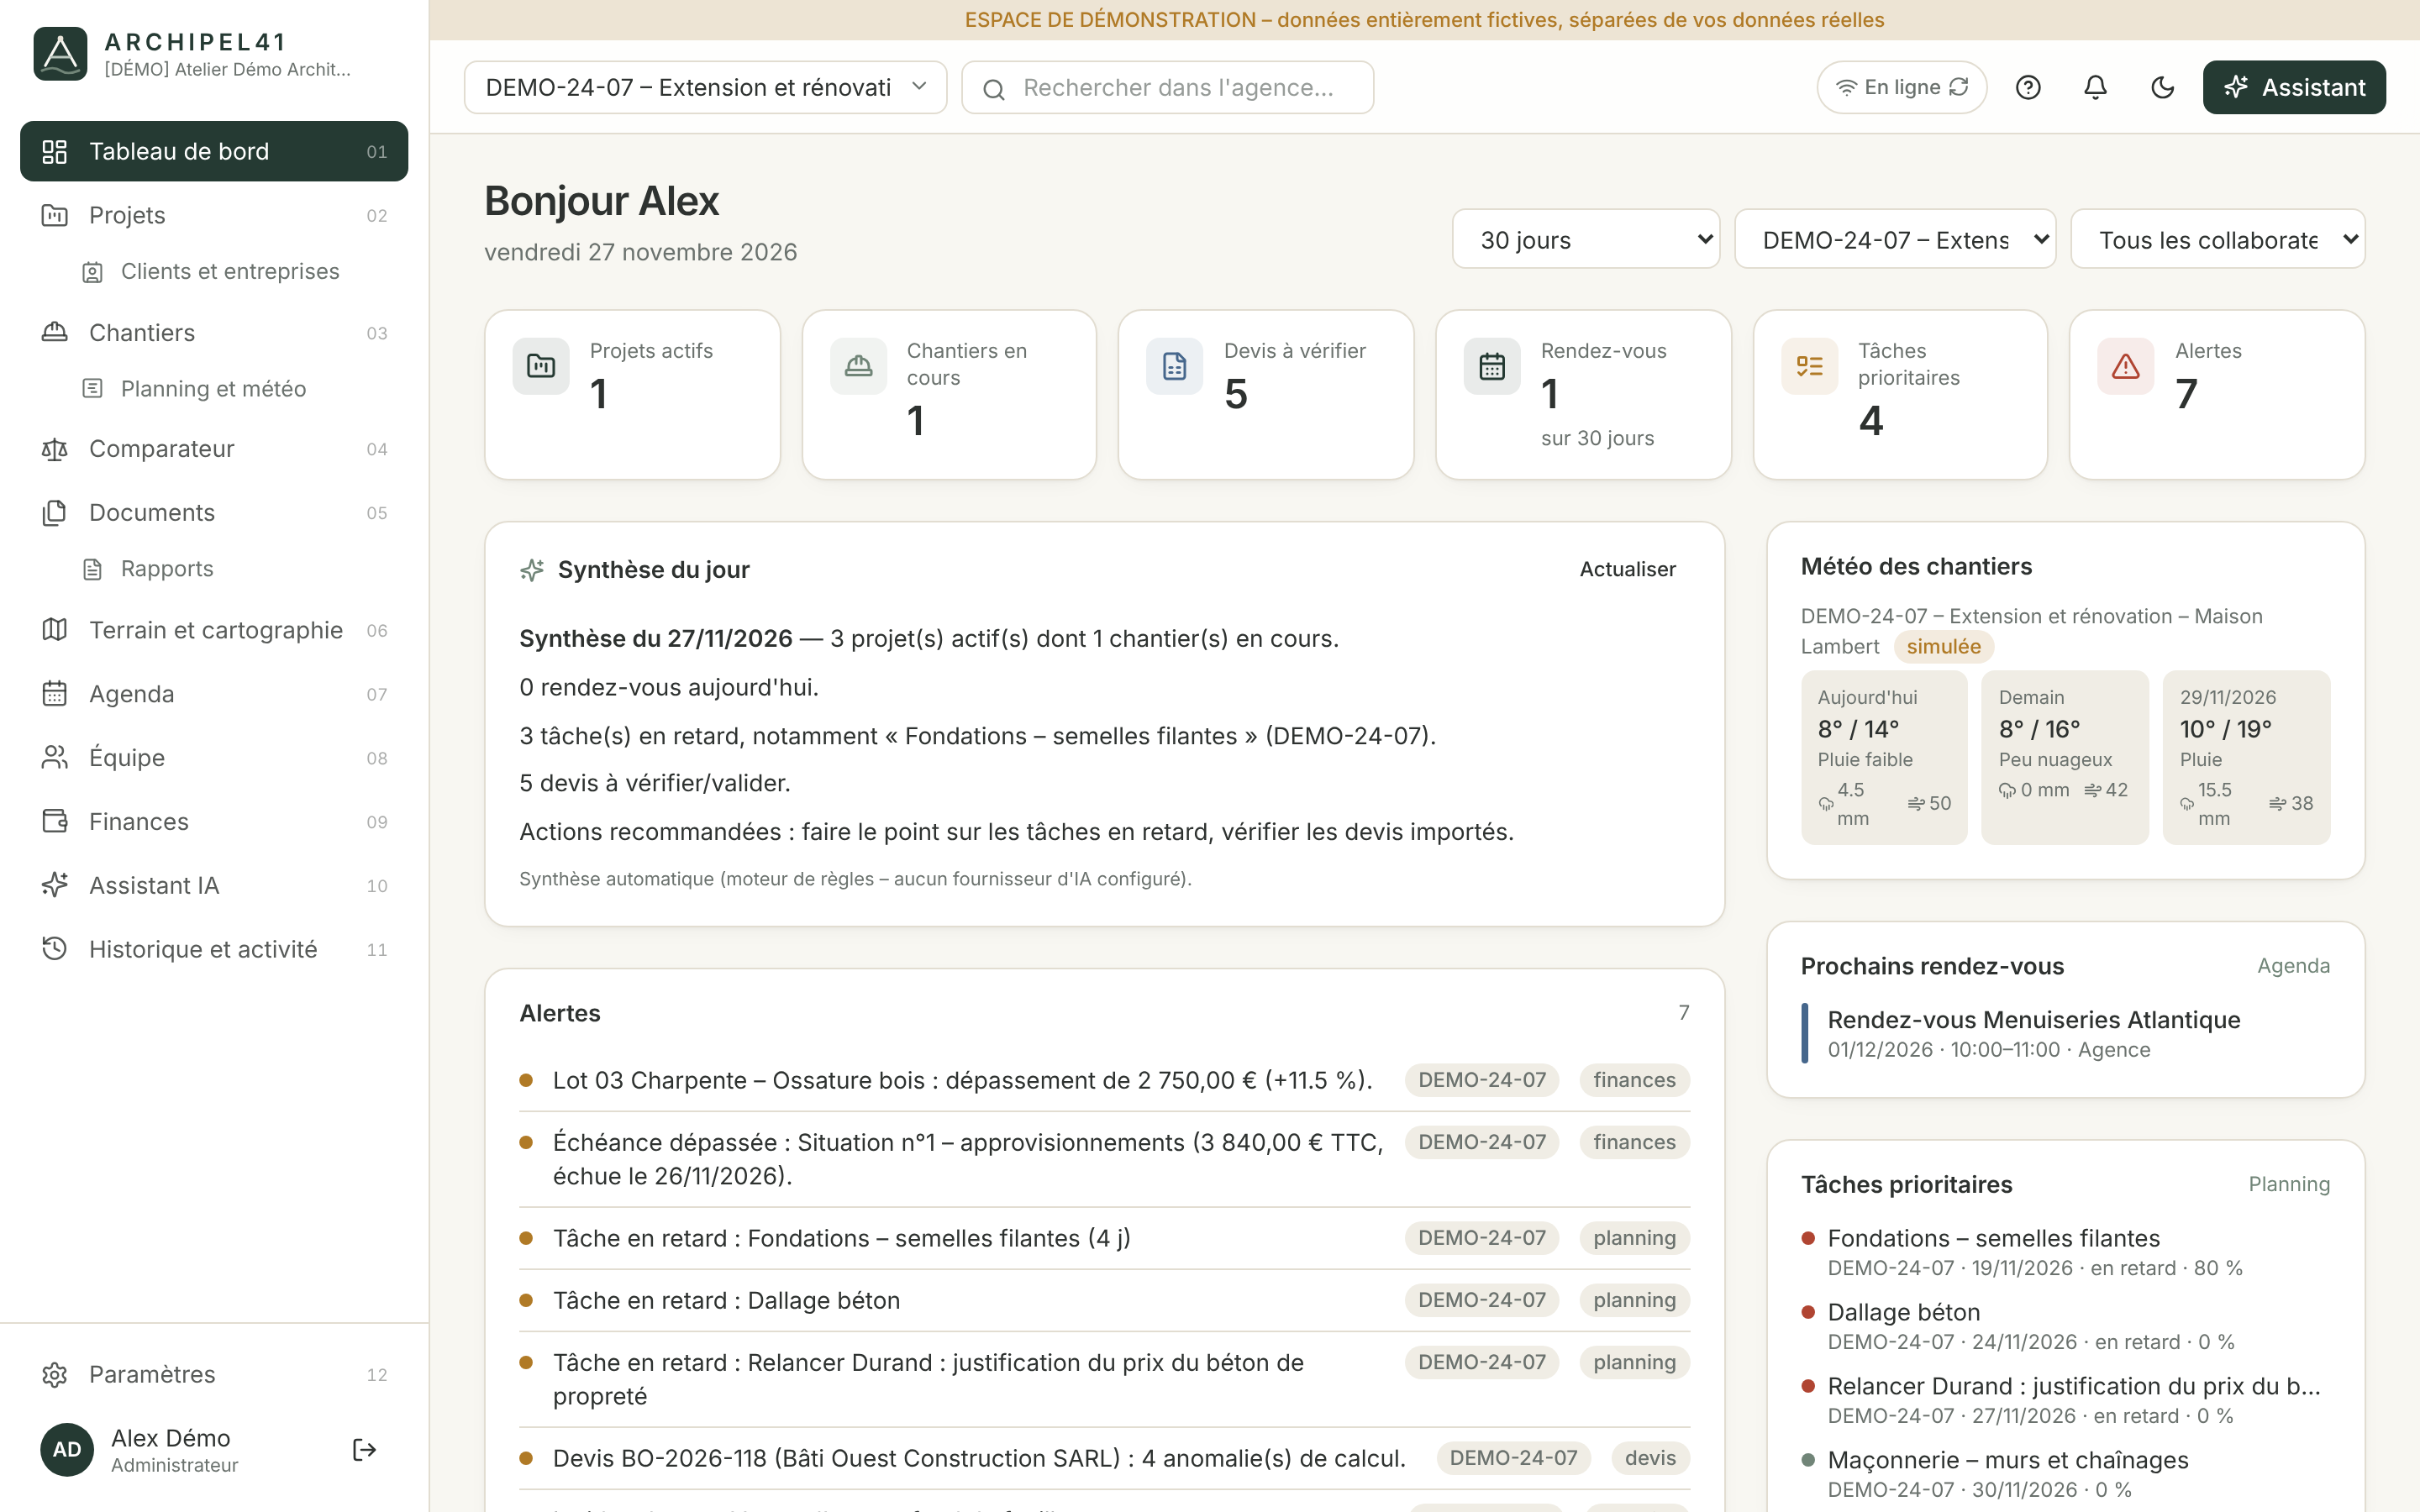 ARCHIPEL41
[DÉMO] Atelier Démo Archit...
Tableau de bord 01
Projets 02
Clients et entreprises
Chantiers 03
Planning et météo
Comparateur 04
Documents 05
Rapports
Terrain et cartographie 06
Agenda 07
Équipe 08
Finances 09
Assistant IA 10
Historique et activité 11
Paramètres 12
AD
Alex Démo
Administrateur
ESPACE DE DÉMONSTRATION – données entièrement fictives, séparées de vos données réelles
DEMO-24-07 – Extension et rénovati
Rechercher dans l'agence...
En ligne
Assistant
Bonjour Alex
vendredi 27 novembre 2026
30 jours
DEMO-24-07 – Extens
Tous les collaborate
Projets actifs
1
Chantiers en
cours
1
Devis à vérifier
5
Rendez-vous
1
sur 30 jours
Tâches
prioritaires
4
Alertes
7
Synthèse du jour
Actualiser
Synthèse du 27/11/2026 — 3 projet(s) actif(s) dont 1 chantier(s) en cours.
0 rendez-vous aujourd'hui.
3 tâche(s) en retard, notamment « Fondations – semelles filantes » (DEMO-24-07).
5 devis à vérifier/valider.
Actions recommandées : faire le point sur les tâches en retard, vérifier les devis importés.
Synthèse automatique (moteur de règles – aucun fournisseur d'IA configuré).
Alertes 7
Lot 03 Charpente – Ossature bois : dépassement de 2 750,00 € (+11.5 %). DEMO-24-07 finances
Échéance dépassée : Situation n°1 – approvisionnements (3 840,00 € TTC, DEMO-24-07 finances
échue le 26/11/2026).
Tâche en retard : Fondations – semelles filantes (4 j) DEMO-24-07 planning
Tâche en retard : Dallage béton DEMO-24-07 planning
Tâche en retard : Relancer Durand : justification du prix du béton de DEMO-24-07 planning
propreté
Devis BO-2026-118 (Bâti Ouest Construction SARL) : 4 anomalie(s) de calcul. DEMO-24-07 devis
Météo des chantiers
DEMO-24-07 – Extension et rénovation – Maison
Lambert simulée
Aujourd'hui
8° / 14°
Pluie faible
4.5
mm
50
Demain
8° / 16°
Peu nuageux
0 mm 42
29/11/2026
10° / 19°
Pluie
15.5
mm
38
Prochains rendez-vous Agenda
Rendez-vous Menuiseries Atlantique
01/12/2026 · 10:00–11:00 · Agence
Tâches prioritaires Planning
Fondations – semelles filantes
DEMO-24-07 · 19/11/2026 · en retard · 80 %
Dallage béton
DEMO-24-07 · 24/11/2026 · en retard · 0 %
Relancer Durand : justification du prix du b...
DEMO-24-07 · 27/11/2026 · en retard · 0 %
Maçonnerie – murs et chaînages
DEMO-24-07 · 30/11/2026 · 0 %